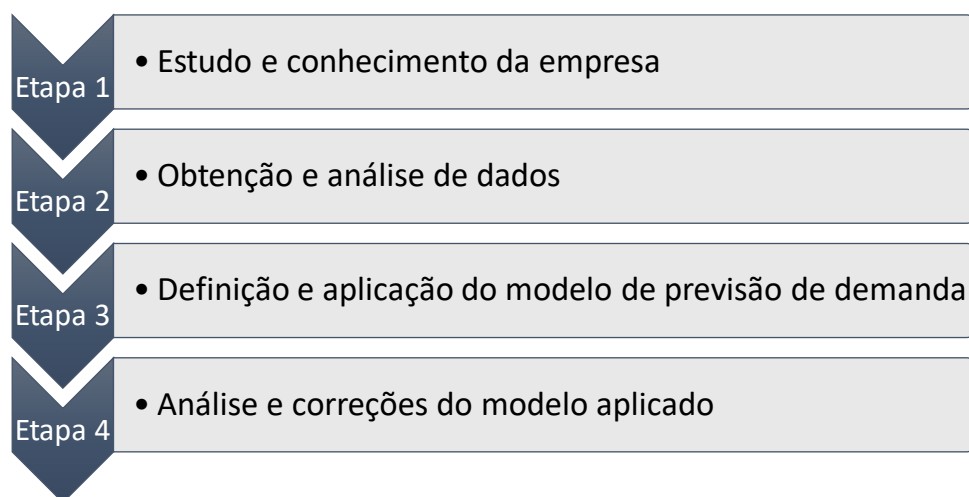 Etapa 1
• Estudo e conhecimento da empresa
Etapa 2
• Obtenção e análise de dados
Etapa 3
• Definição e aplicação do modelo de previsão de demanda
Etapa 4
• Análise e correções do modelo aplicado